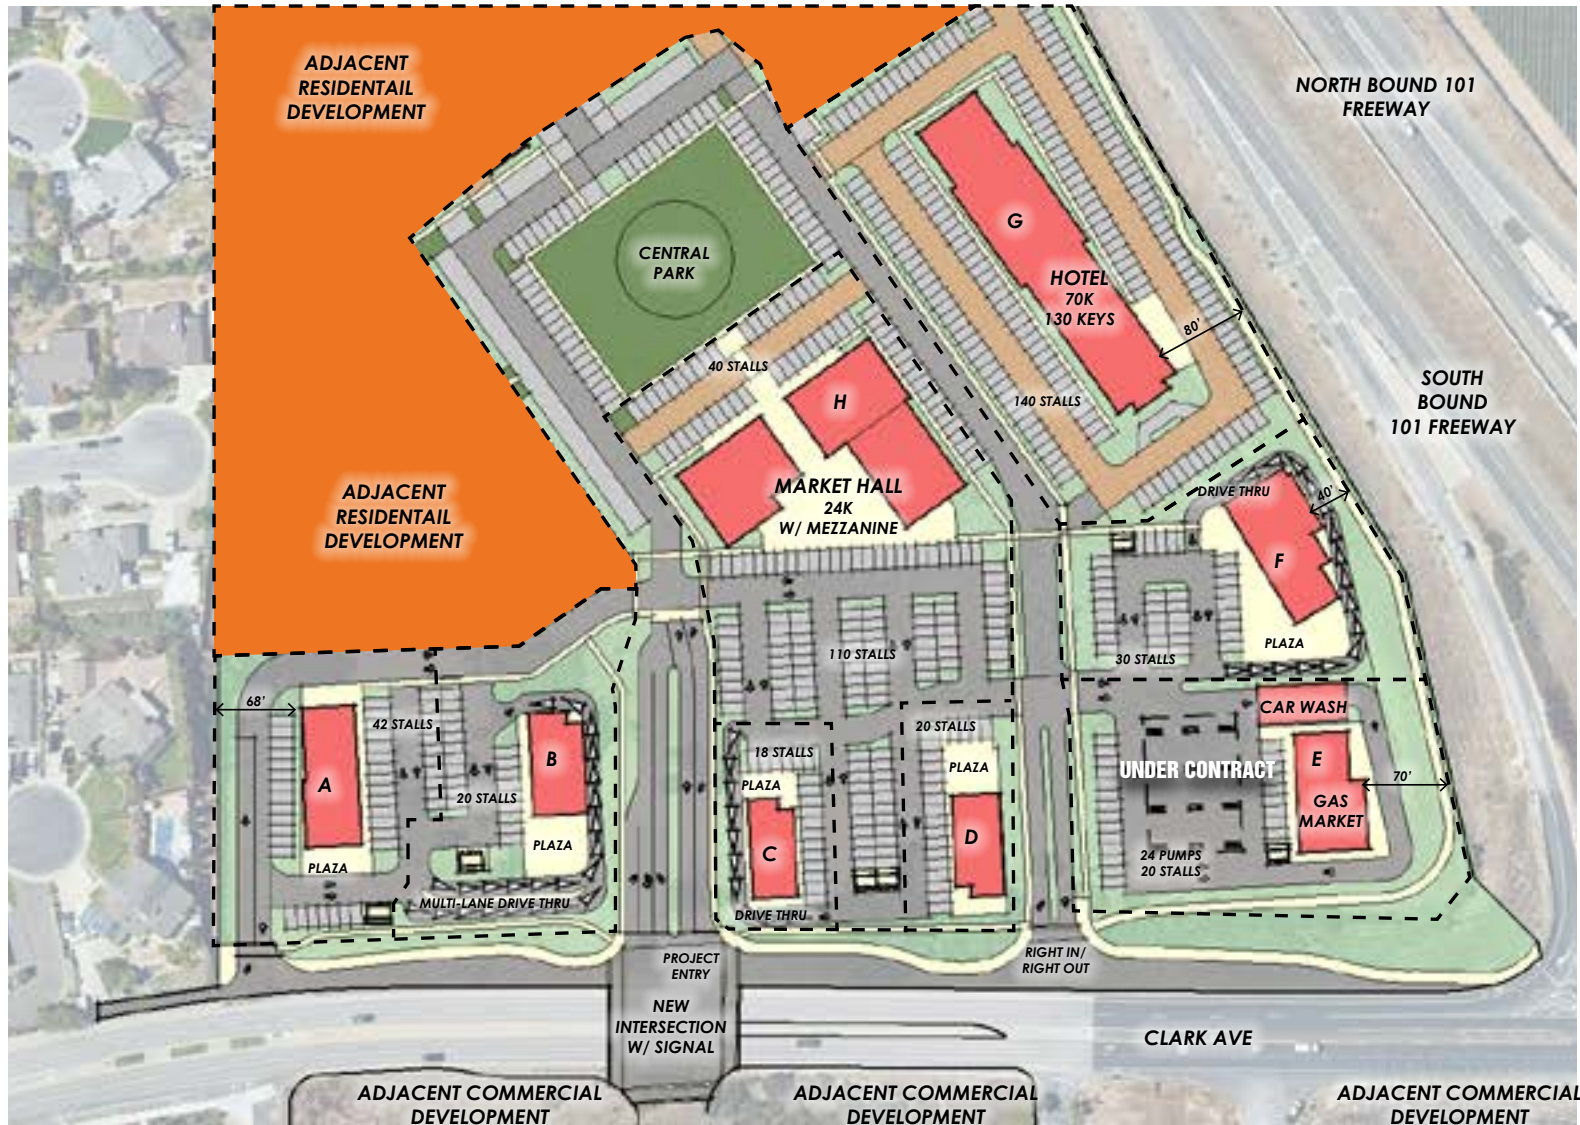 ADJACENT
RESIDENTAIL
DEVELOPMENT
NORTH BOUND 101
FREEWAY
G
CENTRAL
PARK
HOTEL
70K
130 KEYS
80'
40 STALLS
H
140 STALLS
SOUTH
BOUND
101 FREEWAY
MARKET HALL
24K
W/ MEZZANINE
DRIVE THRU
40'
ADJACENT
RESIDENTAIL
DEVELOPMENT
F
PLAZA
110 STALLS
30 STALLS
68'
42 STALLS
CAR WASH
20 STALLS
18 STALLS
B
A
20 STALLS
PLAZA
PLAZA
UNDER CONTRACT
E
70'
GAS
MARKET
PLAZA
C
D
24 PUMPS
20 STALLS
PLAZA
MULTI-LANE DRIVE THRU
DRIVE THRU
PROJECT
ENTRY
RIGHT IN/
RIGHT OUT
NEW
INTERSECTION
W/ SIGNAL
CLARK AVE
ADJACENT COMMERCIAL
DEVELOPMENT
ADJACENT COMMERCIAL
DEVELOPMENT
ADJACENT COMMERCIAL
DEVELOPMENT